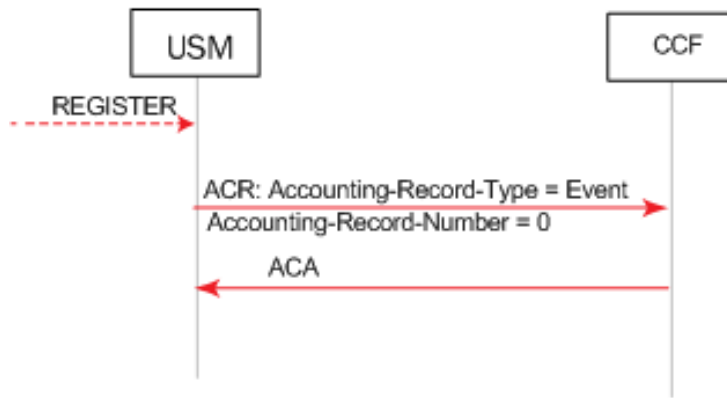 USM
CCF
REGISTER
ACR: Accounting-Record-Type = Event
Accounting-Record-Number = 0
ACA